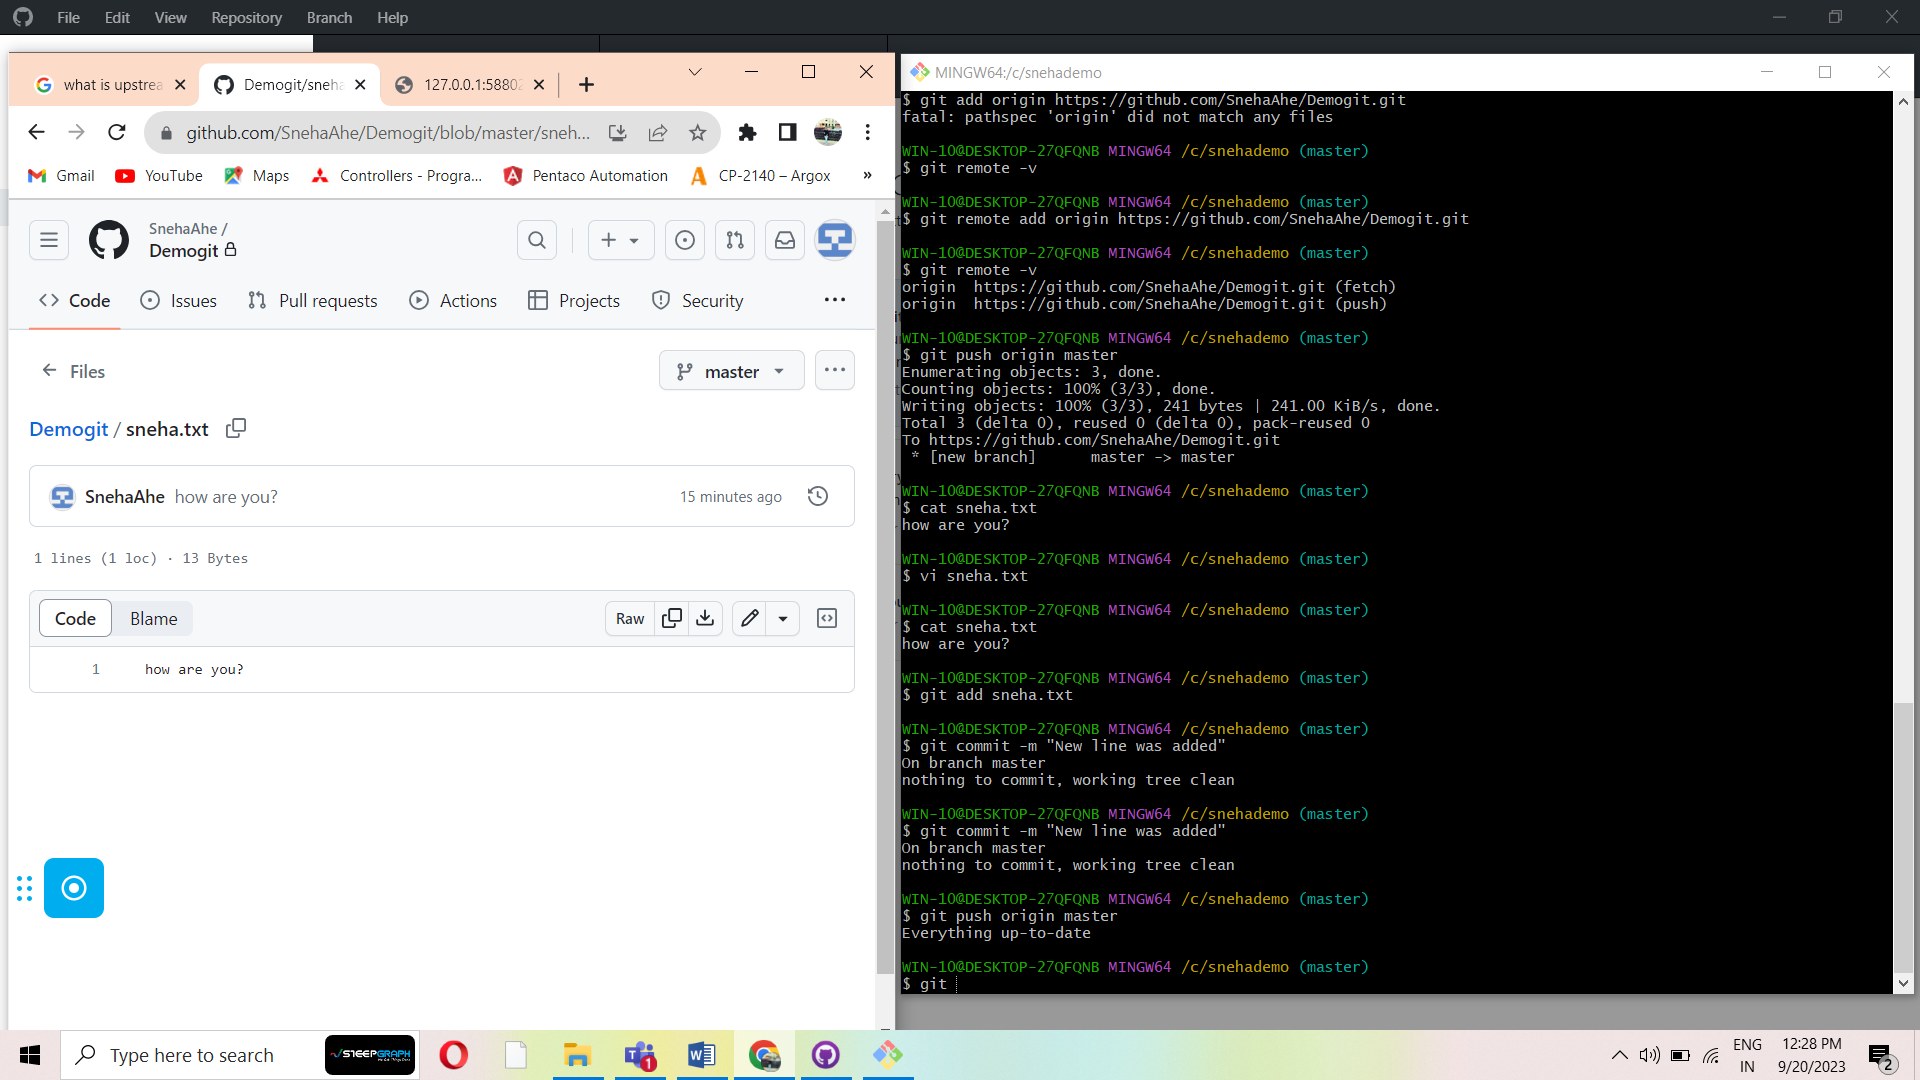 File Edit View Repository Branch Help
what is upstrea
Demogit/sneha
127.0.0.1:58802
github.com/SnehaAhe/Demogit/blob/master/sneh...
Gmail YouTube Maps Controllers - Progra... Pentaco Automation CP-2140 – Argox »
SnehaAhe /
Demogit
Code Issues Pull requests Actions Projects Security
Files
master
Demogit / sneha.txt
SnehaAhe how are you? 15 minutes ago
1 lines (1 loc) · 13 Bytes
Code Blame Raw
1 how are you?
MINGW64:/c/snehademo
$ git add origin https://github.com/SnehaAhe/Demogit.git
fatal: pathspec 'origin' did not match any files
WIN-10@DESKTOP-27QFQNB MINGW64 /c/snehademo (master)
$ git remote -v
WIN-10@DESKTOP-27QFQNB MINGW64 /c/snehademo (master)
$ git remote add origin https://github.com/SnehaAhe/Demogit.git
WIN-10@DESKTOP-27QFQNB MINGW64 /c/snehademo (master)
$ git remote -v
origin https://github.com/SnehaAhe/Demogit.git (fetch)
origin https://github.com/SnehaAhe/Demogit.git (push)
WIN-10@DESKTOP-27QFQNB MINGW64 /c/snehademo (master)
$ git push origin master
Enumerating objects: 3, done.
Counting objects: 100% (3/3), done.
Writing objects: 100% (3/3), 241 bytes | 241.00 KiB/s, done.
Total 3 (delta 0), reused 0 (delta 0), pack-reused 0
To https://github.com/SnehaAhe/Demogit.git
* [new branch] master -> master
WIN-10@DESKTOP-27QFQNB MINGW64 /c/snehademo (master)
$ cat sneha.txt
how are you?
WIN-10@DESKTOP-27QFQNB MINGW64 /c/snehademo (master)
$ vi sneha.txt
WIN-10@DESKTOP-27QFQNB MINGW64 /c/snehademo (master)
$ cat sneha.txt
how are you?
WIN-10@DESKTOP-27QFQNB MINGW64 /c/snehademo (master)
$ git add sneha.txt
WIN-10@DESKTOP-27QFQNB MINGW64 /c/snehademo (master)
$ git commit -m "New line was added"
On branch master
nothing to commit, working tree clean
WIN-10@DESKTOP-27QFQNB MINGW64 /c/snehademo (master)
$ git commit -m "New line was added"
On branch master
nothing to commit, working tree clean
WIN-10@DESKTOP-27QFQNB MINGW64 /c/snehademo (master)
$ git push origin master
Everything up-to-date
WIN-10@DESKTOP-27QFQNB MINGW64 /c/snehademo (master)
$ git
Type here to search
1
ENG
IN
12:28 PM
9/20/2023
2